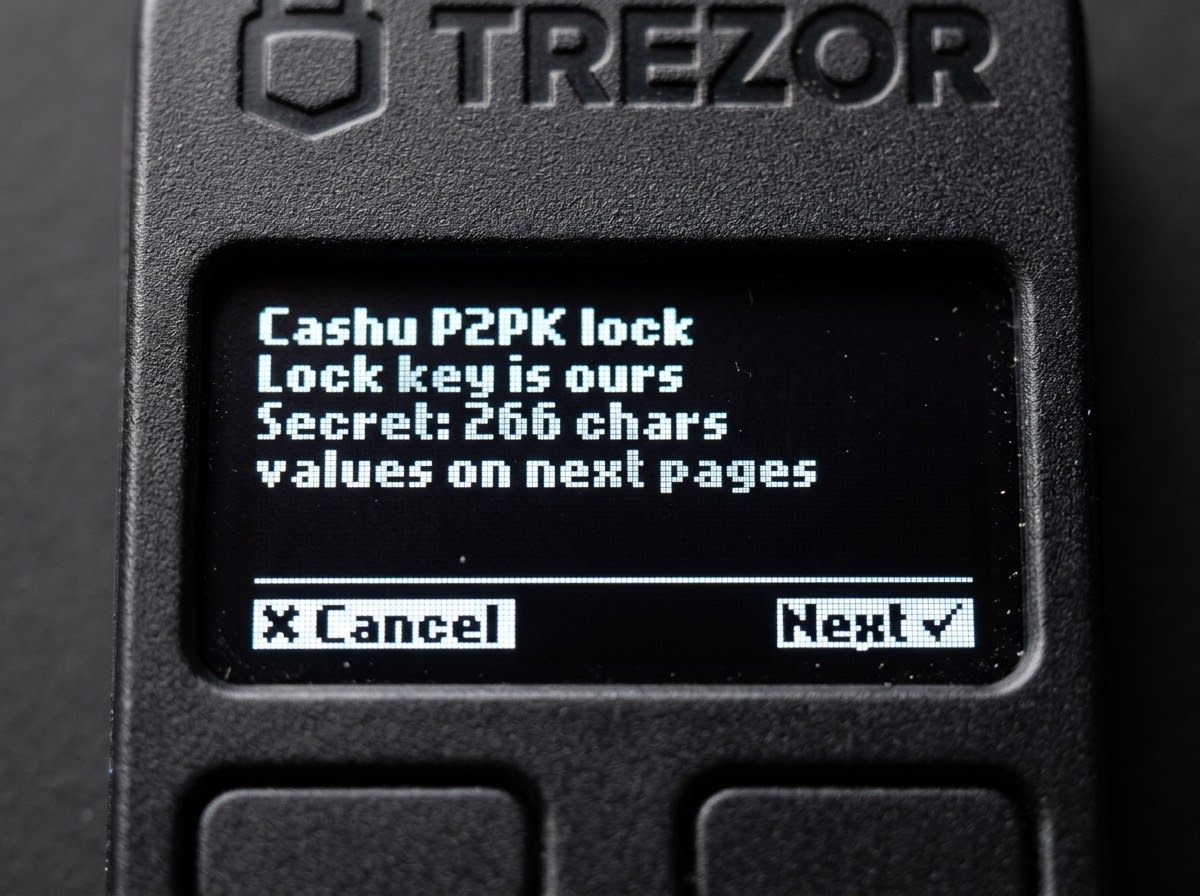 TREZOR
Cashu P2PK lock
Lock key is ours
Secret: 266 chars
values on next pages
Cancel
Next